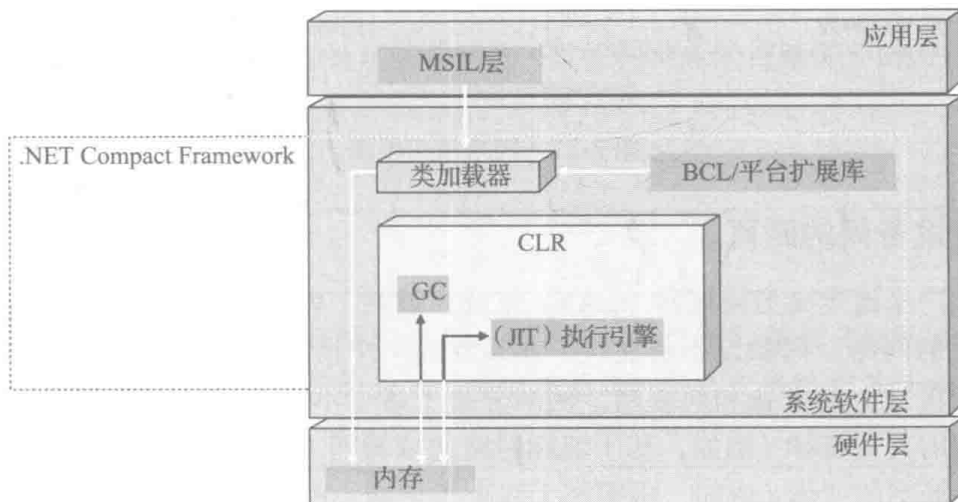 应用层
MSIL层
.NET Compact Framework
类加载器
BCL/平台扩展库
CLR
GC
（JIT）执行引擎
系统软件层
硬件层
内存